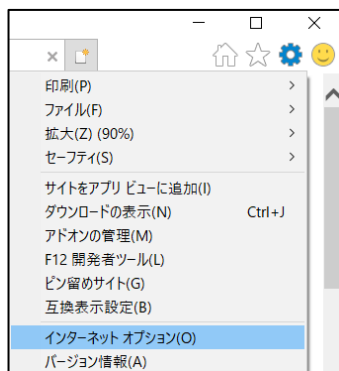 印刷(P)
ファイル(F)
拡大(Z) (90%)
セーフティ(S)
サイトをアプリ ビューに追加(I)
ダウンロードの表示(N) Ctrl+J
アドオンの管理(M)
F12 開発者ツール(L)
ピン留めサイト(G)
互換表示設定(B)
インターネット オプション(O)
バージョン情報(A)